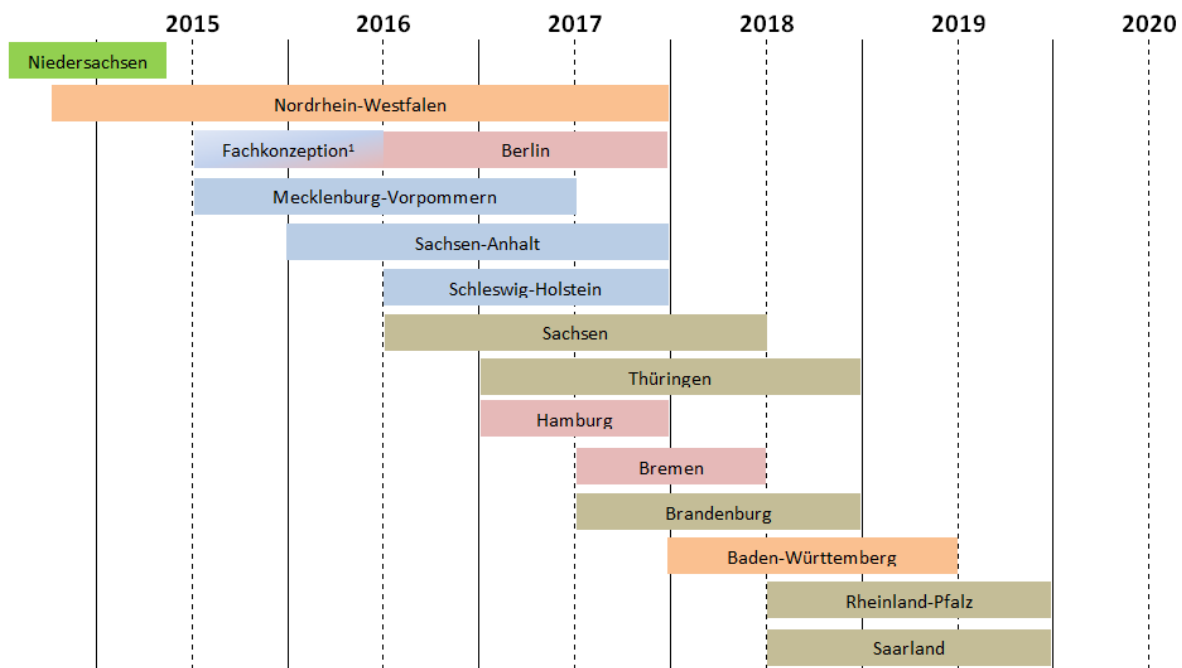 2015 2016 2017 2018 2019 2020
Niedersachsen
Nordrhein-Westfalen
Fachkonzeption¹ Berlin
Mecklenburg-Vorpommern
Sachsen-Anhalt
Schleswig-Holstein
Sachsen
Thüringen
Hamburg
Bremen
Brandenburg
Baden-Württemberg
Rheinland-Pfalz
Saarland